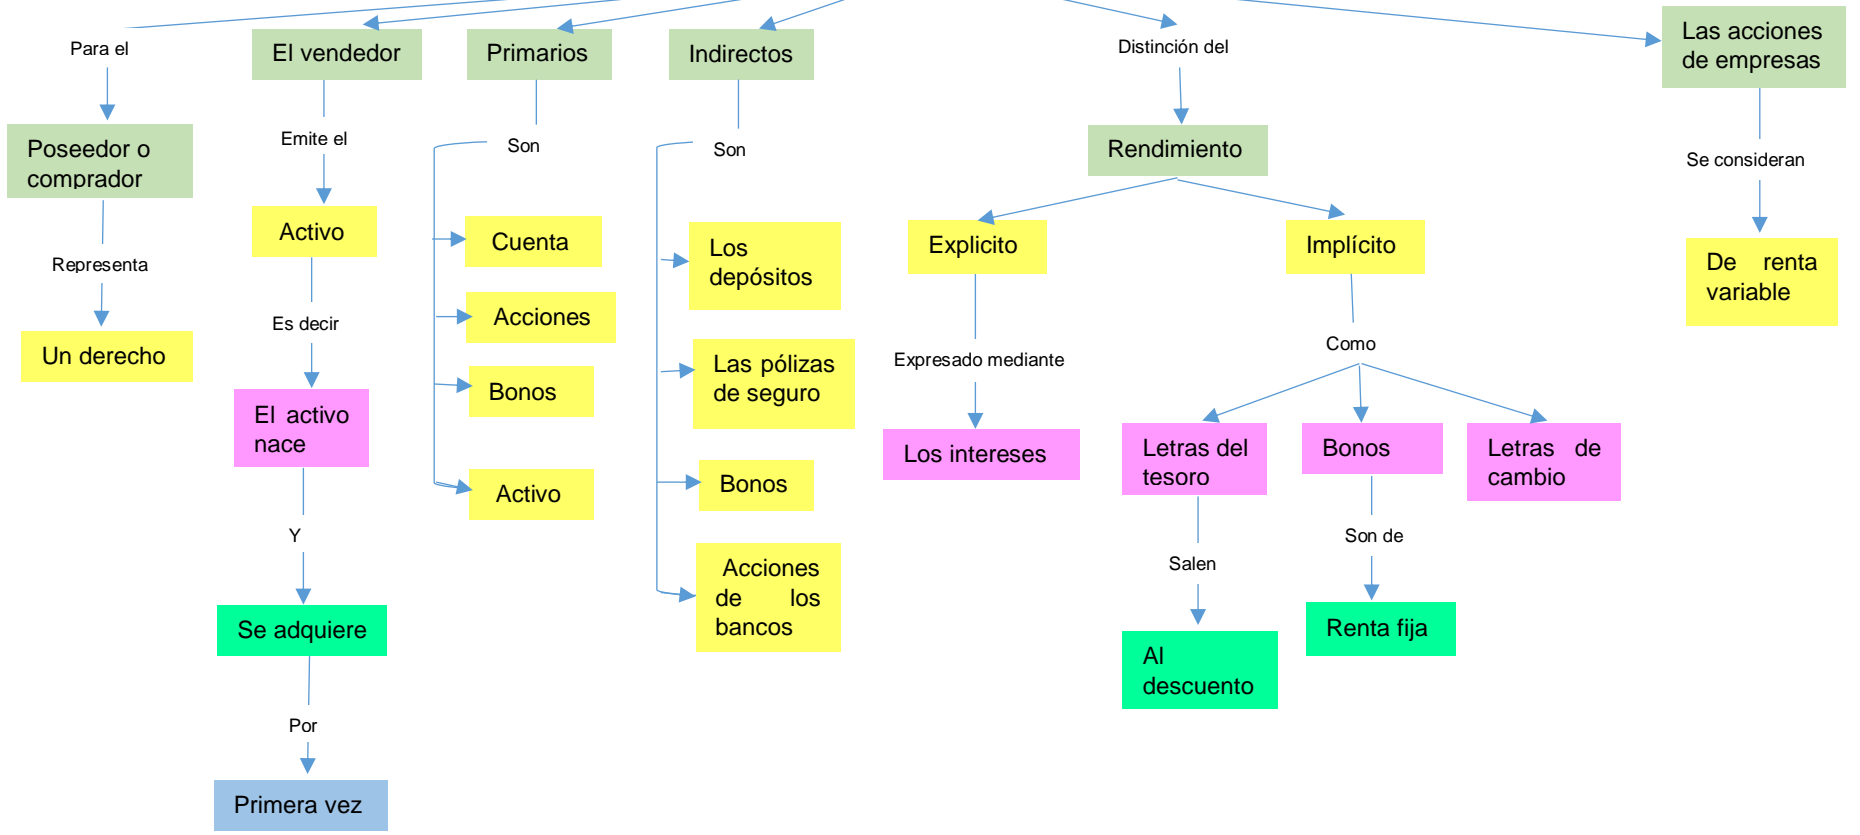 Para el
Poseedor o
comprador
Representa
Un derecho
El vendedor
Emite el
Activo
Es decir
El activo
nace
Y
Se adquiere
Por
Primera vez
Primarios
Son
Cuenta
Acciones
Bonos
Activo
Indirectos
Son
Los
depósitos
Las pólizas
de seguro
Bonos
Acciones
de los
bancos
Distinción del
Rendimiento
Explicito
Expresado mediante
Los intereses
Implícito
Como
Letras del
tesoro
Salen
Al
descuento
Bonos
Son de
Renta fija
Letras de
cambio
Las acciones
de empresas
Se consideran
De renta
variable